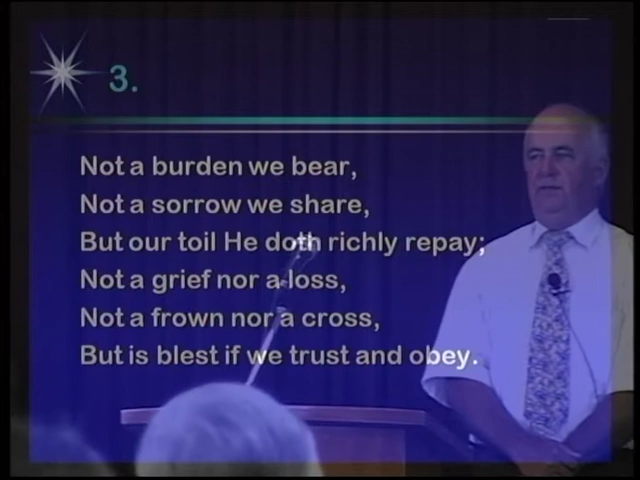 3.
Not a burden we bear,
Not a sorrow we share,
But our toil He doth richly repay;
Not a grief nor a loss,
Not a frown nor a cross,
But is blest if we trust and obey.